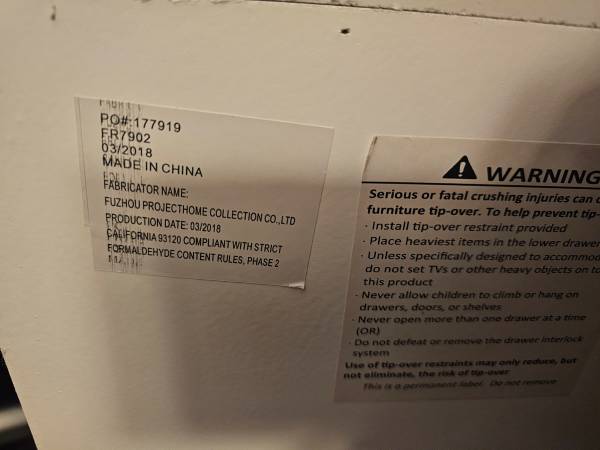 PO#:177919
FR7902
03/2018
MADE IN CHINA
FABRICATOR NAME:
FUZHOU PROJECTHOME COLLECTION CO.,LTD
PRODUCTION DATE: 03/2018
CALIFORNIA 93120 COMPLIANT WITH STRICT
FORMALDEHYDE CONTENT RULES, PHASE 2
WARNING
Serious or fatal crushing injuries can
furniture tip-over. To help prevent tip-
· Install tip-over restraint provided
· Place heaviest items in the lower drawer
· Unless specifically designed to accommo
do not set TVs or other heavy objects on to
this product
· Never allow children to climb or hang on
drawers, doors, or shelves
· Never open more than one drawer at a time
(OR)
· Do not defeat or remove the drawer interlock
system
Use of tip-over restraints may only reduce, but
not eliminate, the risk of tip-over
This is a permanent label. Do not remove